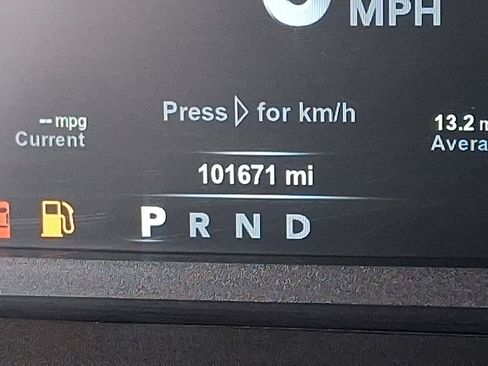 MPH
Press ▷ for km/h
-- mpg
Current
13.2
101671 mi
P R N D